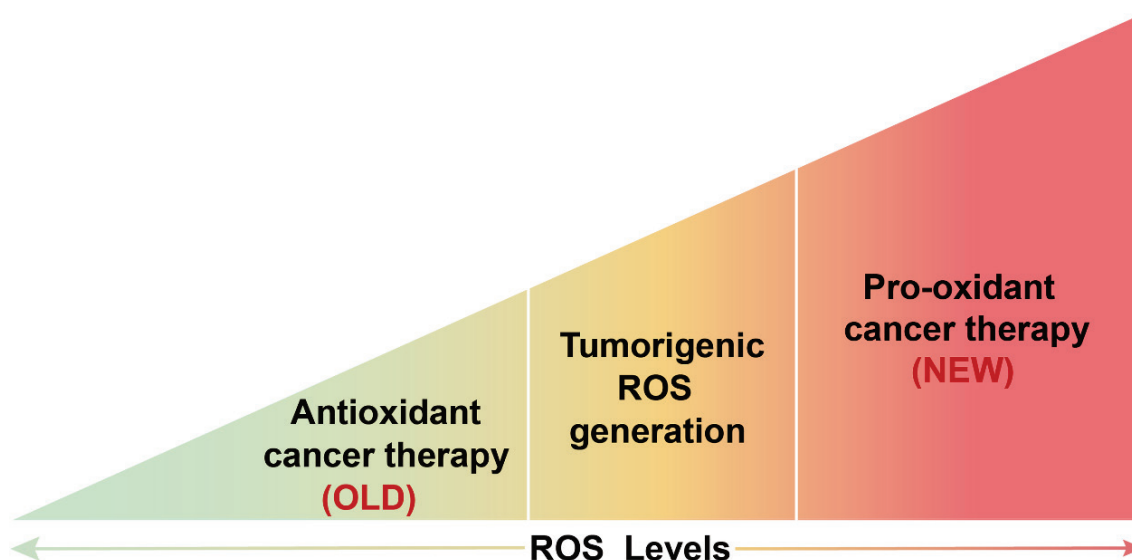 Antioxidant
cancer therapy
(OLD)
Tumorigenic
ROS
generation
Pro-oxidant
cancer therapy
(NEW)
ROS Levels